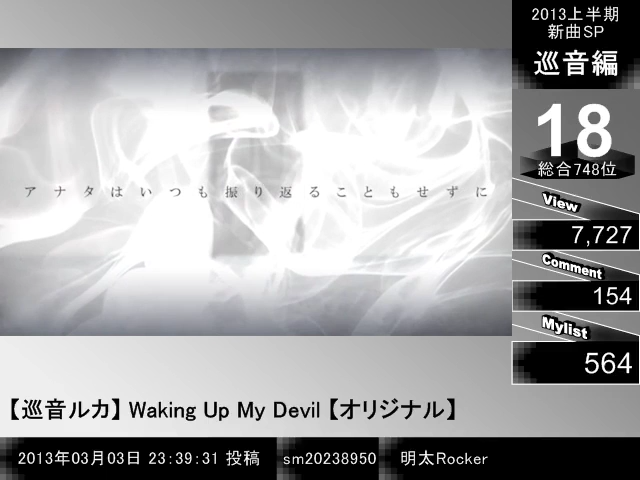 2013上半期
新曲SP
巡音編
18
総合748位
View
7,727
Comment
154
Mylist
564
アナタはいつも振り返ることもせずに
【巡音ルカ】 Waking Up My Devil 【オリジナル】
2013年03月03日 23:39:31 投稿 sm20238950 明太Rocker